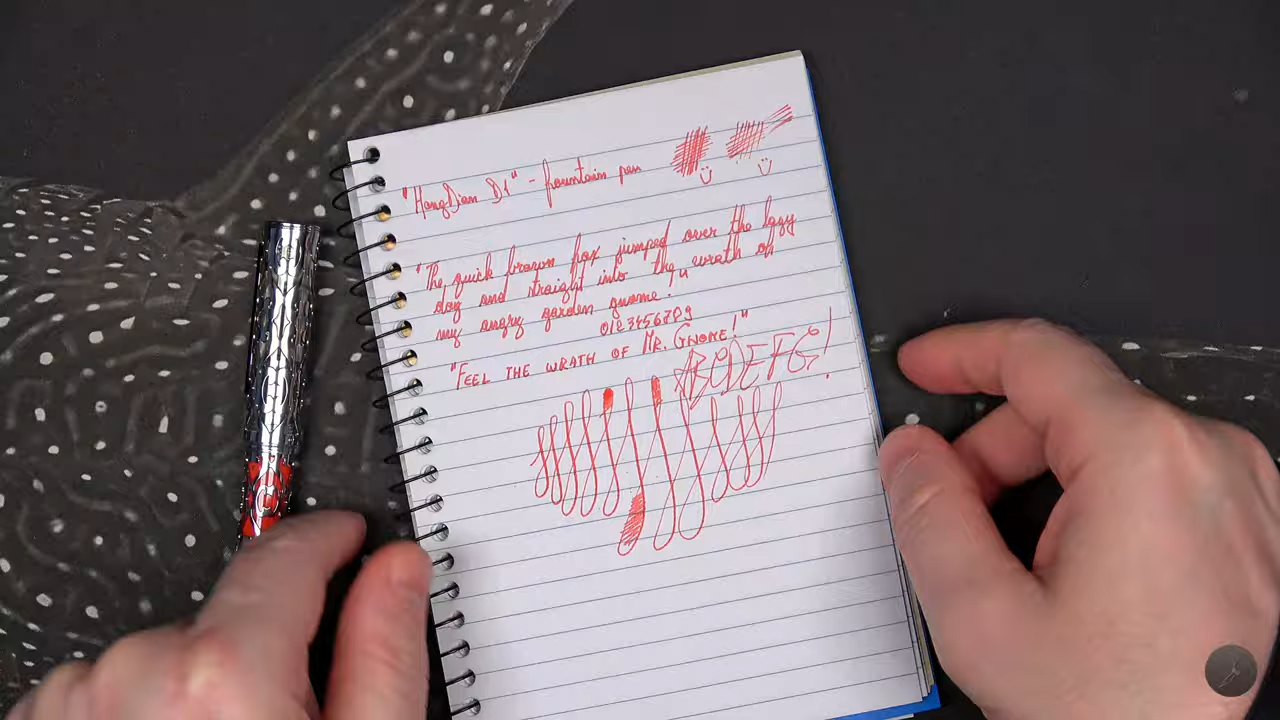 "HongDian D1" - fountain pen
"The quick brown fox jumped over the lazy
dog and straight into the wrath of
my angry garden gnome."
0123456789
"FEEL THE WRATH OF MR. GNOME!"
ABCDEFG!